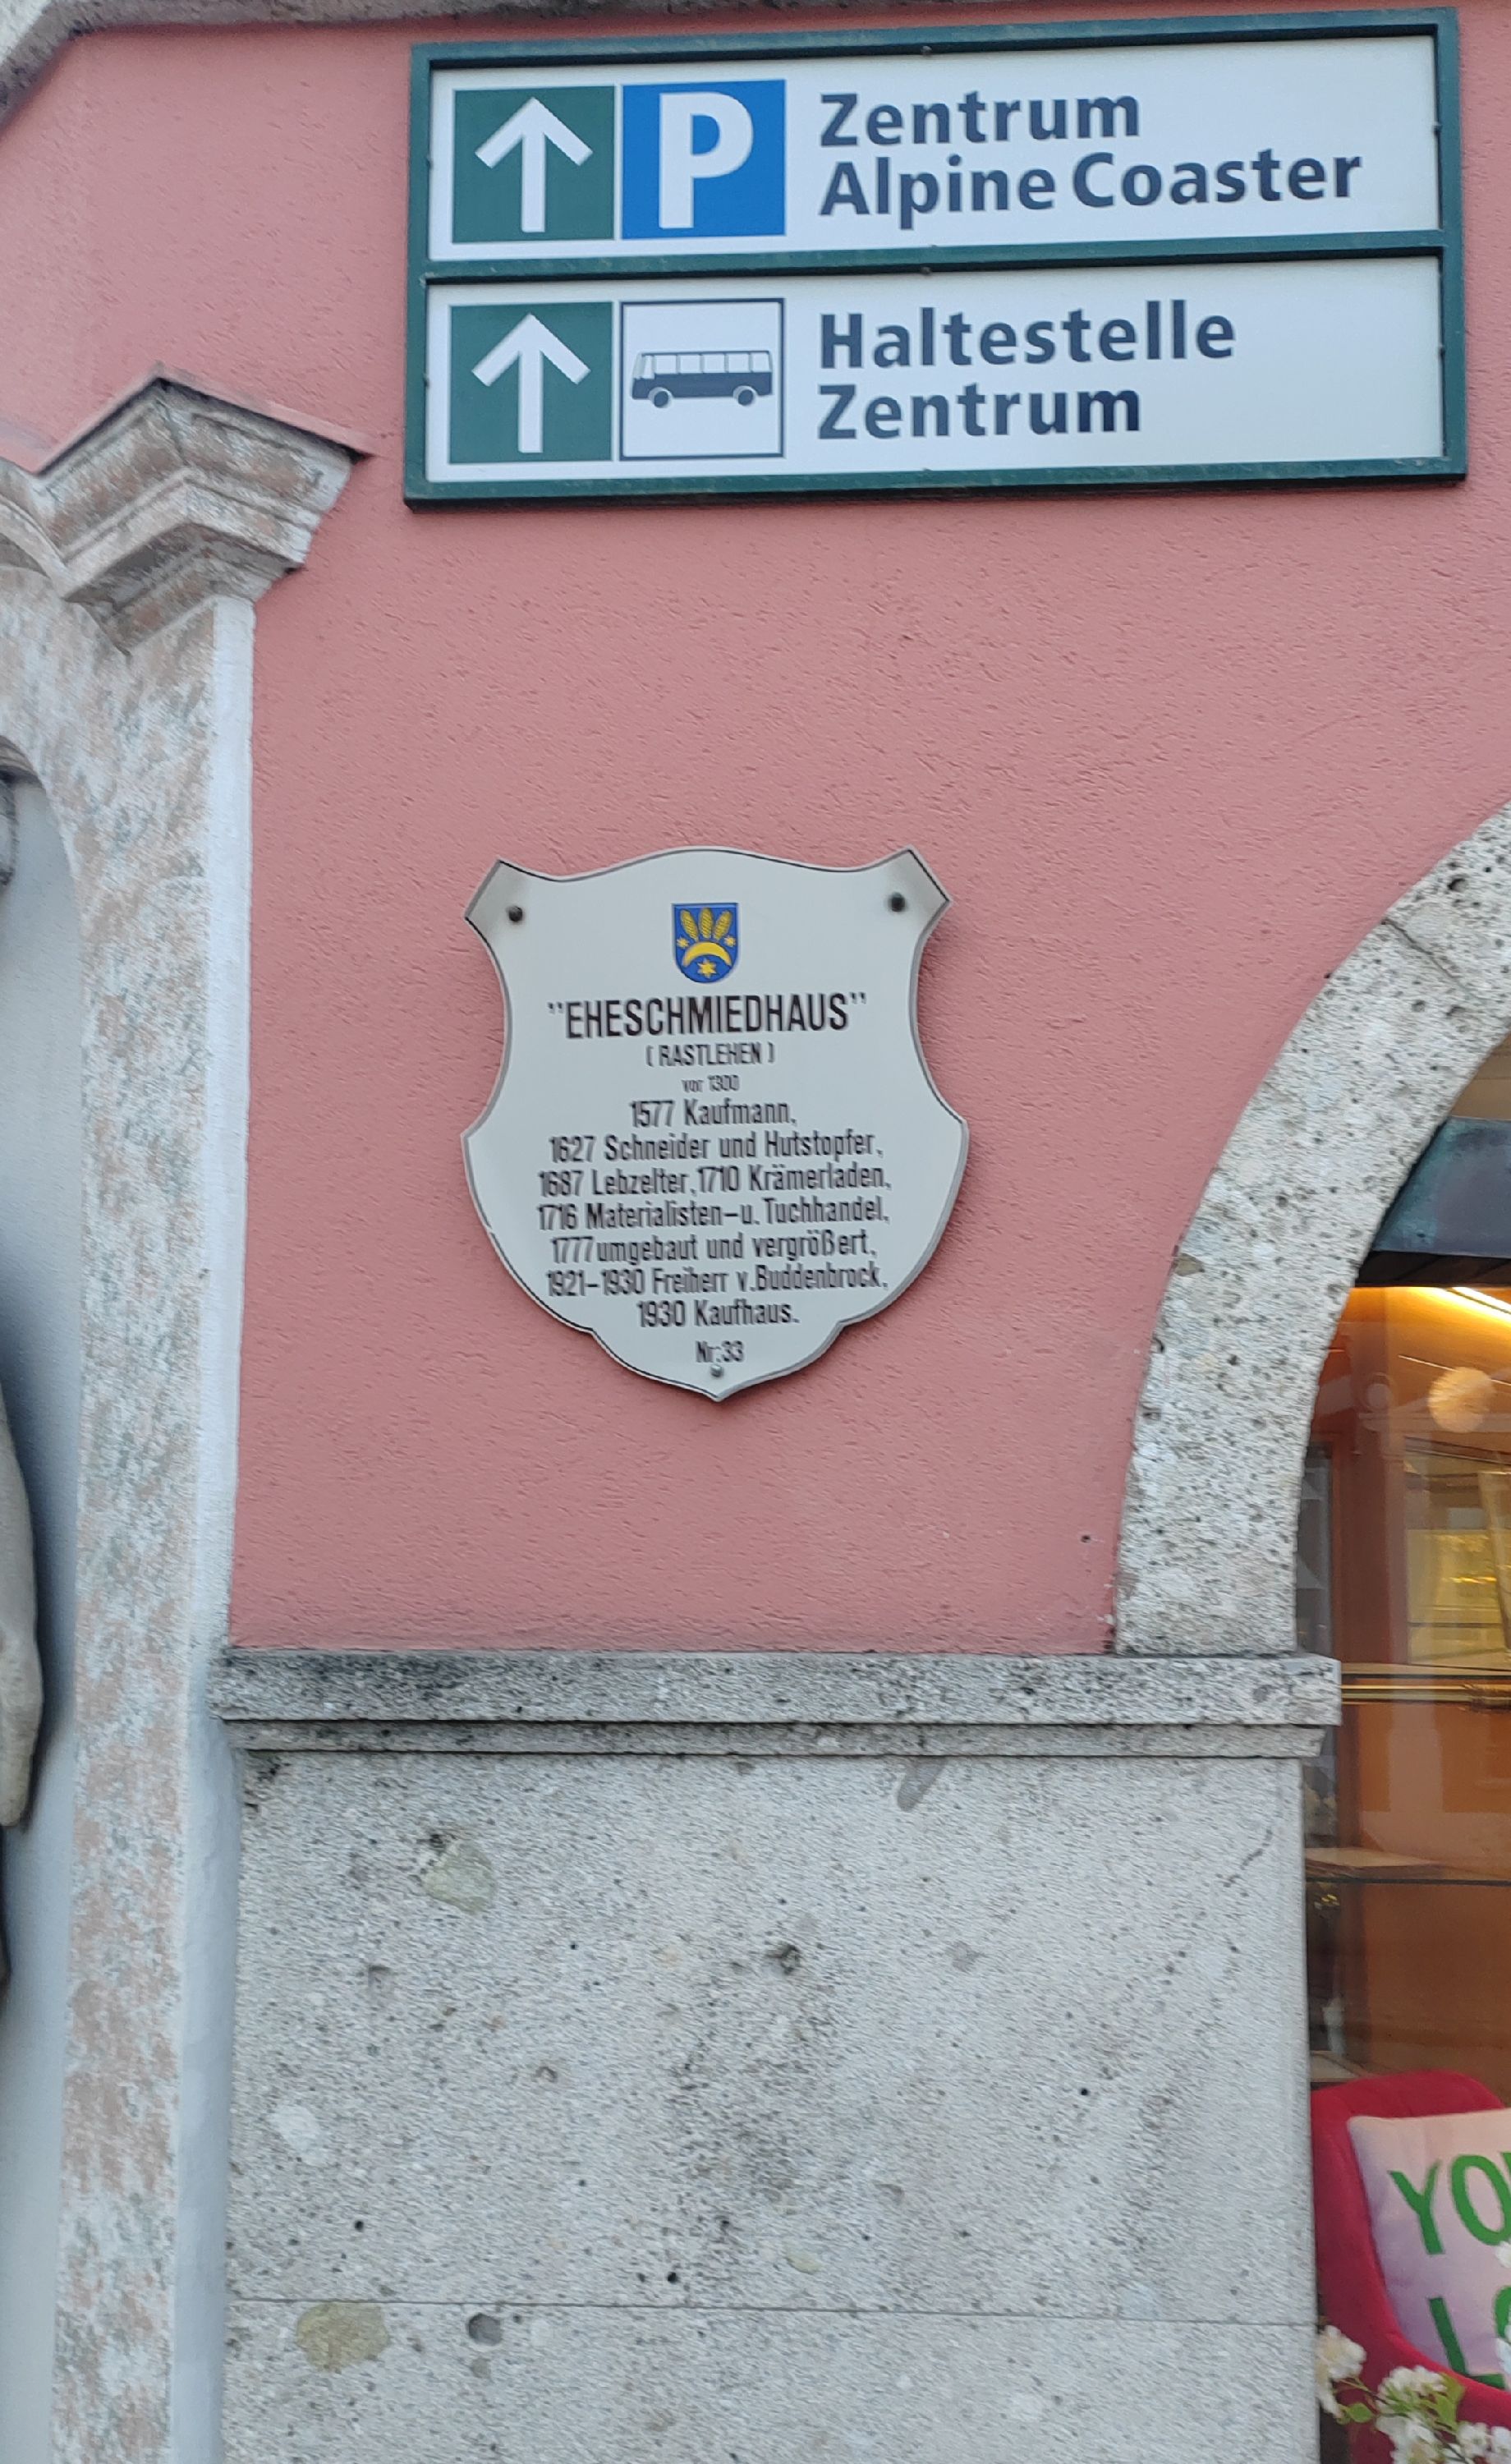 P Zentrum
Alpine Coaster
Haltestelle
Zentrum
"EHESCHMIEDHAUS"
(RASTLEHEN)
vor 1300
1577 Kaufmann,
1627 Schneider und Hutstopfer,
1687 Lebzelter, 1710 Krämerladen,
1716 Materialisten-u. Tuchhandel,
1777 umgebaut und vergrößert,
1921-1930 Freiherr v. Buddenbrock,
1930 Kaufhaus.
Nr. 33